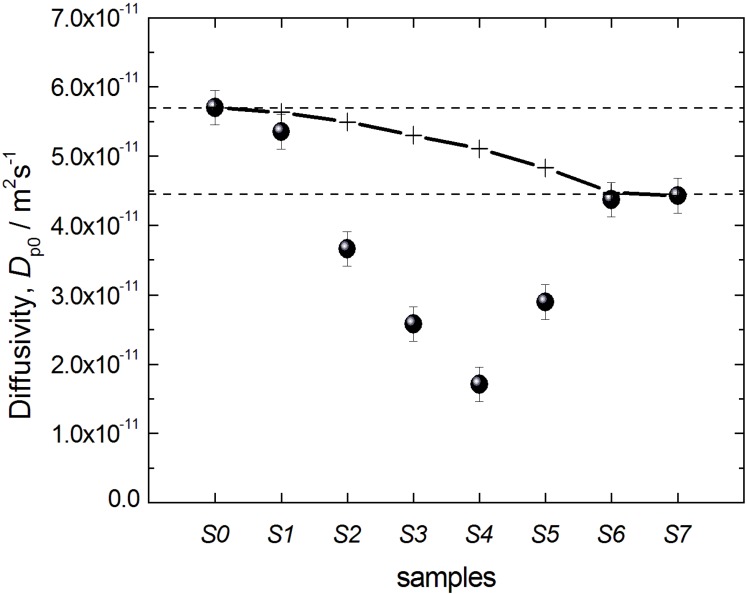 7.0x10⁻¹¹
6.0x10⁻¹¹
5.0x10⁻¹¹
4.0x10⁻¹¹
3.0x10⁻¹¹
2.0x10⁻¹¹
1.0x10⁻¹¹
0.0
Diffusivity, Dp0 / m²s⁻¹
S0 S1 S2 S3 S4 S5 S6 S7
samples